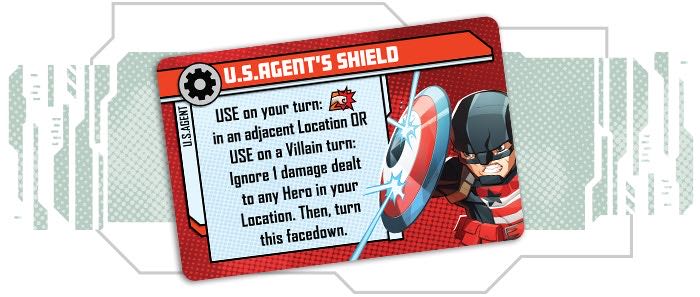 U.S.AGENT'S SHIELD
U.S.AGENT
USE on your turn:
in an adjacent Location OR
USE on a Villain turn:
Ignore 1 damage dealt
to any Hero in your
Location. Then, turn
this facedown.